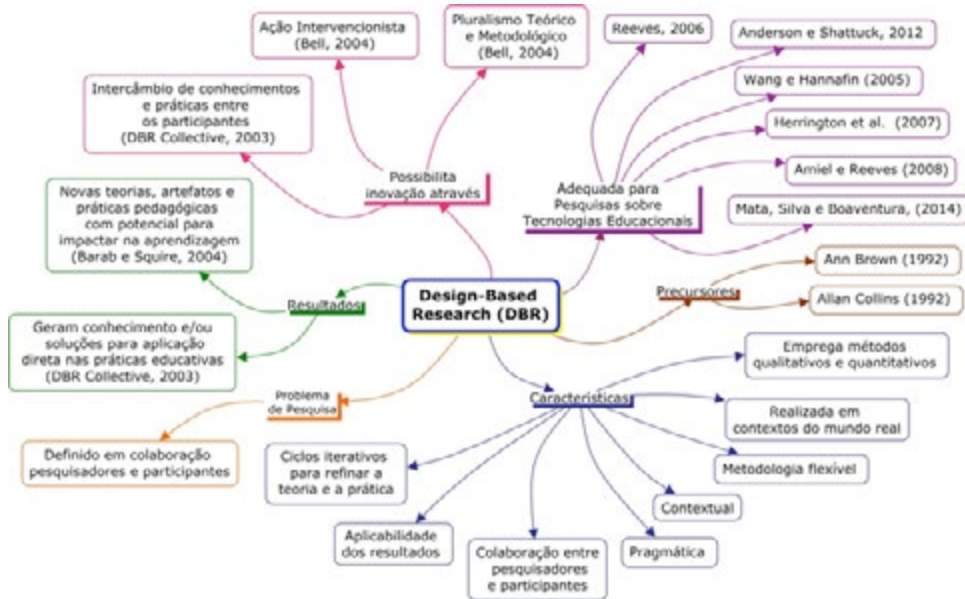 Ação Intervencionista
(Bell, 2004)
Pluralismo Teórico
e Metodológico
(Bell, 2004)
Reeves, 2006
Anderson e Shattuck, 2012
Wang e Hannafin (2005)
Herrington et al. (2007)
Amiel e Reeves (2008)
Mata, Silva e Boaventura, (2014)
Intercâmbio de conhecimentos
e práticas entre
os participantes
(DBR Collective, 2003)
Possibilita
inovação através
Adequada para
Pesquisas sobre
Tecnologias Educacionais
Novas teorias, artefatos e
práticas pedagógicas
com potencial para
impactar na aprendizagem
(Barab e Squire, 2004)
Resultados
Design-Based
Research (DBR)
Precursores
Ann Brown (1992)
Allan Collins (1992)
Geram conhecimento e/ou
soluções para aplicação
direta nas práticas educativas
(DBR Collective, 2003)
Problema
de Pesquisa
Definido em colaboração
pesquisadores e participantes
Características
Emprega métodos
qualitativos e quantitativos
Realizada em
contextos do mundo real
Metodologia flexível
Contextual
Pragmática
Colaboração entre
pesquisadores
e participantes
Aplicabilidade
dos resultados
Ciclos iterativos
para refinar a
teoria e a prática